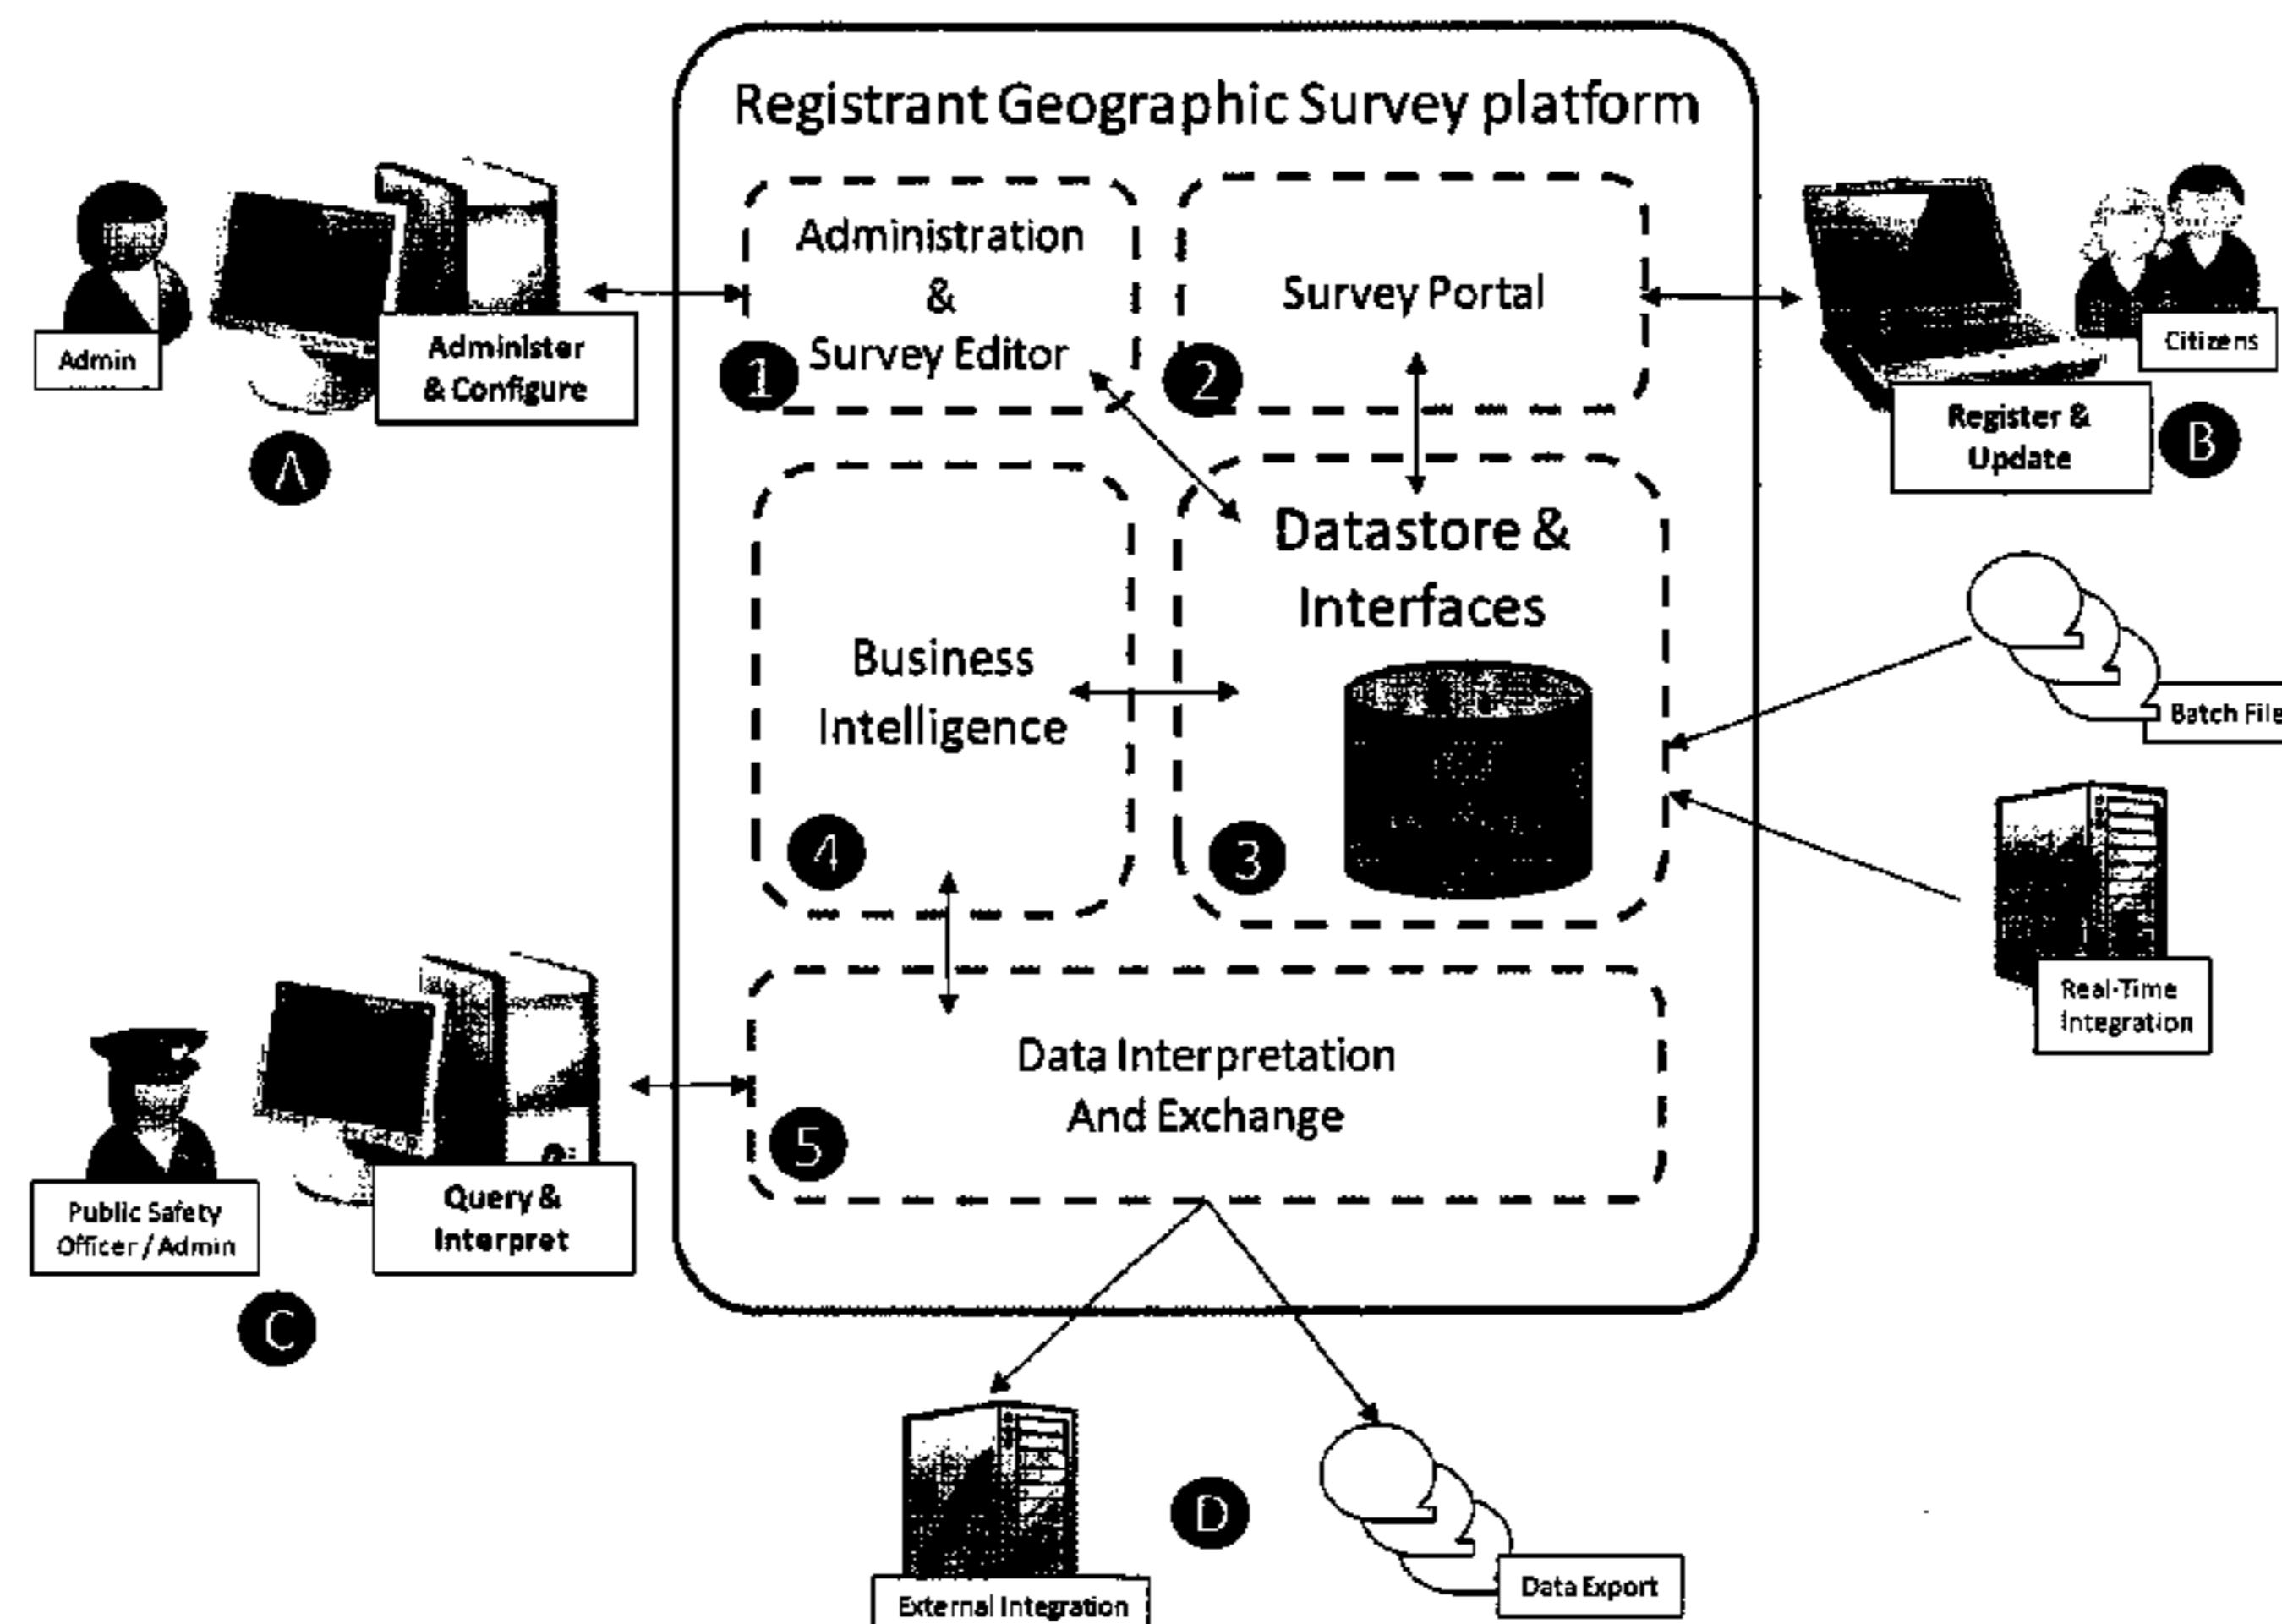 Registrant Geographic Survey platform
Administration
&
Survey Editor
1
Survey Portal
2
Admin
Administer
& Configure
A
Citizens
Register &
Update
B
Datastore &
Interfaces
3
Business
Intelligence
4
Batch File
Real-Time
Integration
Data Interpretation
And Exchange
5
Public Safety
Officer / Admin
Query &
Interpret
C
D
External Integration
Data Export